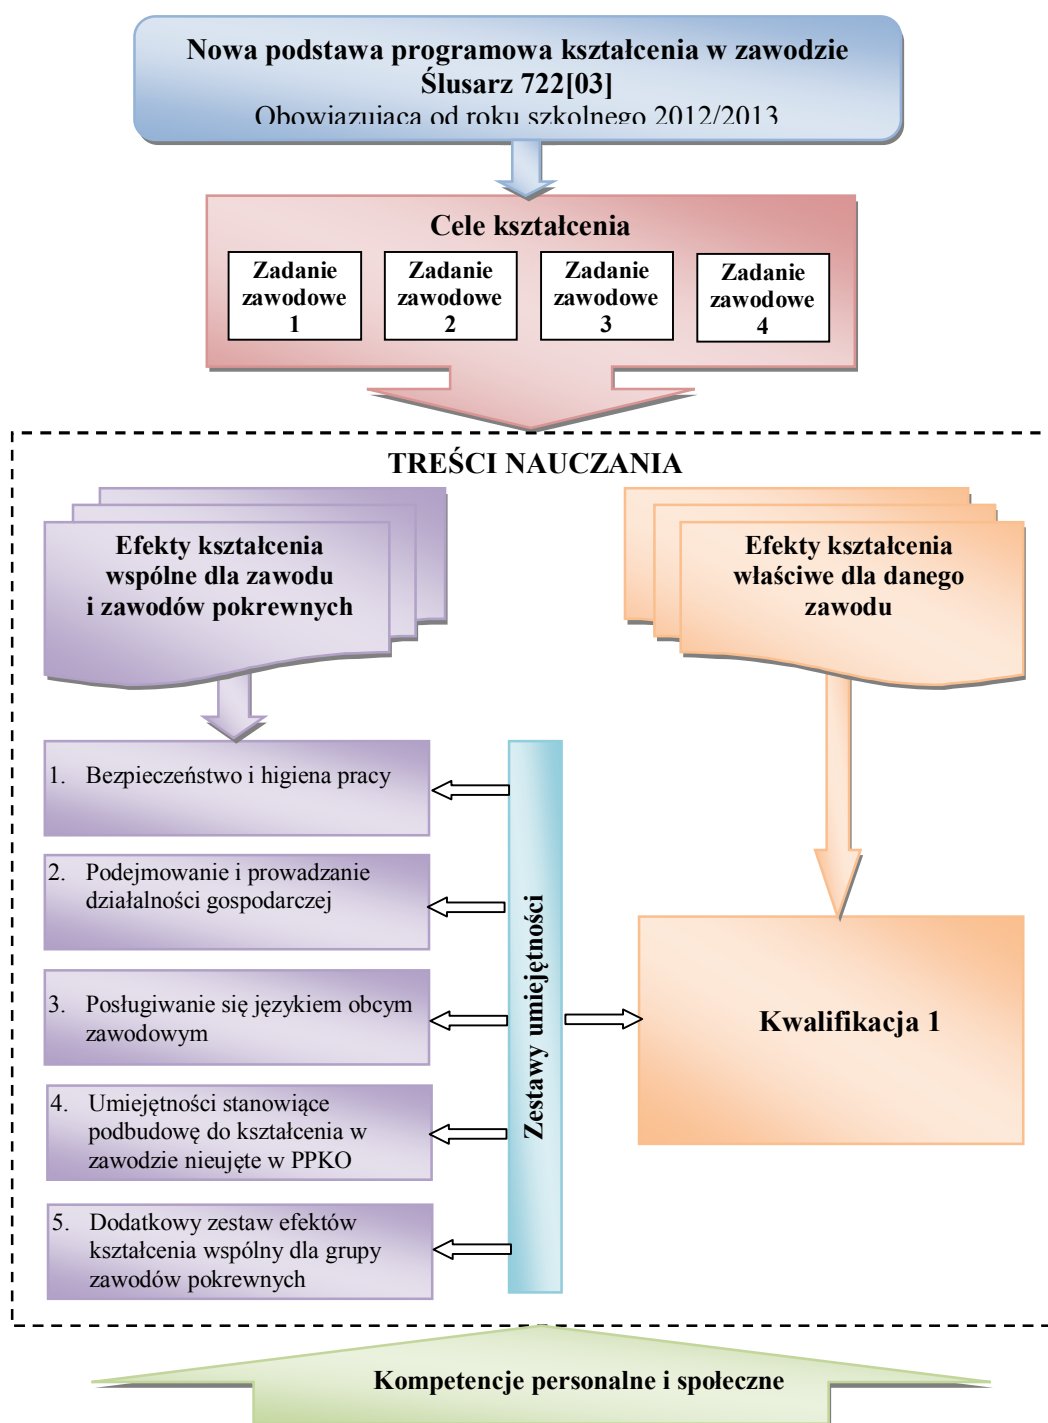 Nowa podstawa programowa kształcenia w zawodzie
Ślusarz 722[03]
Obowiązująca od roku szkolnego 2012/2013
Cele kształcenia
Zadanie
zawodowe
1
Zadanie
zawodowe
2
Zadanie
zawodowe
3
Zadanie
zawodowe
4
TREŚCI NAUCZANIA
Efekty kształcenia
wspólne dla zawodu
i zawodów pokrewnych
Efekty kształcenia
właściwe dla danego
zawodu
1. Bezpieczeństwo i higiena pracy
2. Podejmowanie i prowadzanie
działalności gospodarczej
3. Posługiwanie się językiem obcym
zawodowym
4. Umiejętności stanowiące
podbudowę do kształcenia w
zawodzie nieujęte w PPKO
5. Dodatkowy zestaw efektów
kształcenia wspólny dla grupy
zawodów pokrewnych
Zestawy umiejętności
Kwalifikacja 1
Kompetencje personalne i społeczne